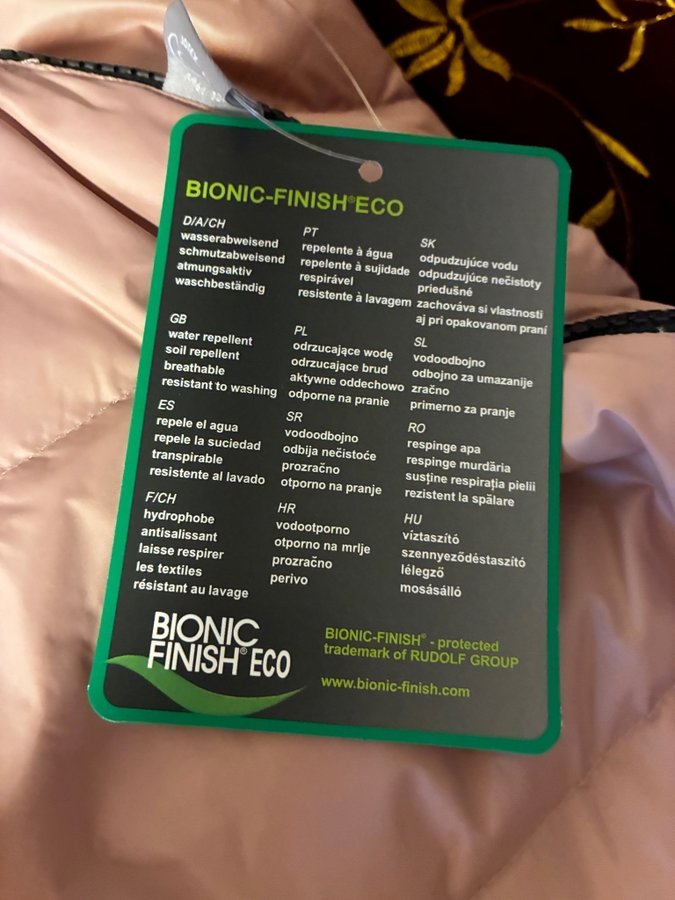 BIONIC-FINISH®ECO
D/A/CH
wasserabweisend
schmutzabweisend
atmungsaktiv
waschbeständig
GB
water repellent
soil repellent
breathable
resistant to washing
ES
repele el agua
repele la suciedad
transpirable
resistente al lavado
F/CH
hydrophobe
antisalissant
laisse respirer
les textiles
résistant au lavage
PT
repelente à água
repelente à sujidade
respirável
resistente à lavagem
PL
odrzucające wodę
odrzucające brud
aktywne oddechowo
odporne na pranie
SR
vodoodbojno
odbija nečistoće
prozračno
otporno na pranje
HR
vodootporno
otporno na mrlje
prozračno
perivo
SK
odpudzujúce vodu
odpudzujúce nečistoty
priedušné
zachováva si vlastnosti
aj pri opakovanom praní
SL
vodoodbojno
odbojno za umazanije
zračno
primerno za pranje
RO
respinge apa
respinge murdăria
susține respirația pielii
rezistent la spălare
HU
víztaszító
szennyeződéstaszító
lélegző
mosásálló
BIONIC
FINISH® ECO
BIONIC-FINISH® - protected
trademark of RUDOLF GROUP
www.bionic-finish.com